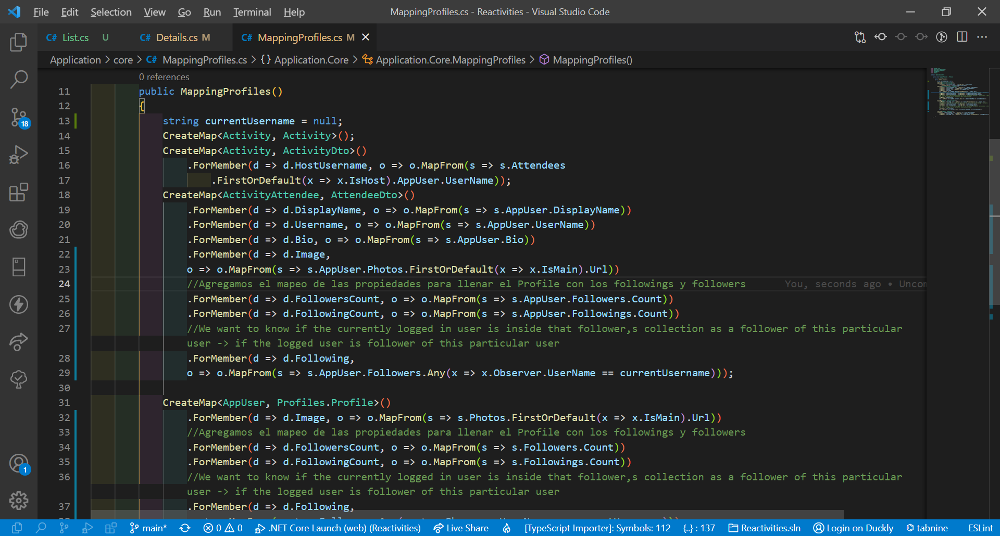 File Edit Selection View Go Run Terminal Help MappingProfiles.cs - Reactivities - Visual Studio Code
C# List.cs U C# Details.cs M C# MappingProfiles.cs M
Application > core > C# MappingProfiles.cs > {} Application.Core > Application.Core.MappingProfiles > MappingProfiles()
0 references
11 public MappingProfiles()
12 {
13 string currentUsername = null;
14 CreateMap<Activity, Activity>();
15 CreateMap<Activity, ActivityDto>()
16 .ForMember(d => d.HostUsername, o => o.MapFrom(s => s.Attendees
17 .FirstOrDefault(x => x.IsHost).AppUser.UserName));
18 CreateMap<ActivityAttendee, AttendeeDto>()
19 .ForMember(d => d.DisplayName, o => o.MapFrom(s => s.AppUser.DisplayName))
20 .ForMember(d => d.Username, o => o.MapFrom(s => s.AppUser.UserName))
21 .ForMember(d => d.Bio, o => o.MapFrom(s => s.AppUser.Bio))
22 .ForMember(d => d.Image,
23 o => o.MapFrom(s => s.AppUser.Photos.FirstOrDefault(x => x.IsMain).Url))
24 //Agregamos el mapeo de las propiedades para llenar el Profile con los followings y followers You, seconds ago • Uncom
25 .ForMember(d => d.FollowersCount, o => o.MapFrom(s => s.AppUser.Followers.Count))
26 .ForMember(d => d.FollowingCount, o => o.MapFrom(s => s.AppUser.Followings.Count))
27 //We want to know if the currently logged in user is inside that follower,s collection as a follower of this particular
user -> if the logged user is follower of this particular user
28 .ForMember(d => d.Following,
29 o => o.MapFrom(s => s.AppUser.Followers.Any(x => x.Observer.UserName == currentUsername)));
30
31 CreateMap<AppUser, Profiles.Profile>()
32 .ForMember(d => d.Image, o => o.MapFrom(s => s.Photos.FirstOrDefault(x => x.IsMain).Url))
33 //Agregamos el mapeo de las propiedades para llenar el Profile con los followings y followers
34 .ForMember(d => d.FollowersCount, o => o.MapFrom(s => s.Followers.Count))
35 .ForMember(d => d.FollowingCount, o => o.MapFrom(s => s.Followings.Count))
36 //We want to know if the currently logged in user is inside that follower,s collection as a follower of this particular
user -> if the logged user is follower of this particular user
37 .ForMember(d => d.Following,
18
1
main* 0 0 .NET Core Launch (web) (Reactivities) Live Share [TypeScript Importer]: Symbols: 112 {..} : 137 Reactivities.sln Login on Duckly tabnine ESLint